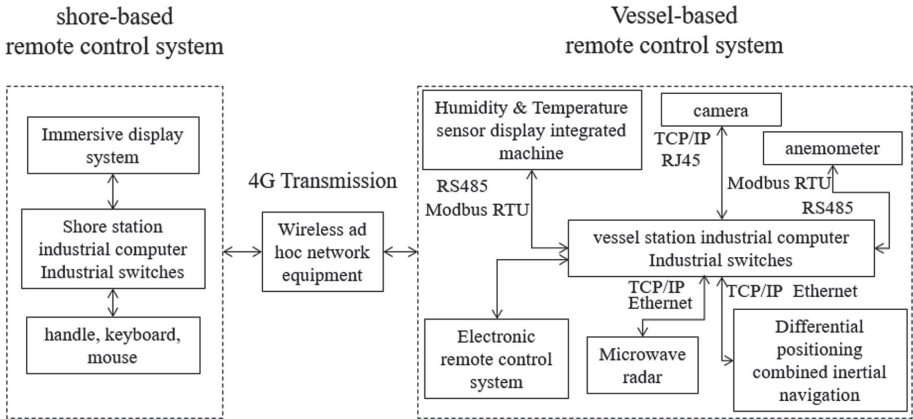 shore-based
remote control system
Immersive display
system
Shore station
industrial computer
Industrial switches
handle, keyboard,
mouse
4G Transmission
Wireless ad
hoc network
equipment
Vessel-based
remote control system
Humidity & Temperature
sensor display integrated
machine
camera
anemometer
TCP/IP
RJ45
RS485
Modbus RTU
Modbus RTU
RS485
vessel station industrial computer
Industrial switches
TCP/IP
Ethernet
TCP/IP Ethernet
Electronic
remote control
system
Microwave
radar
Differential
positioning
combined inertial
navigation